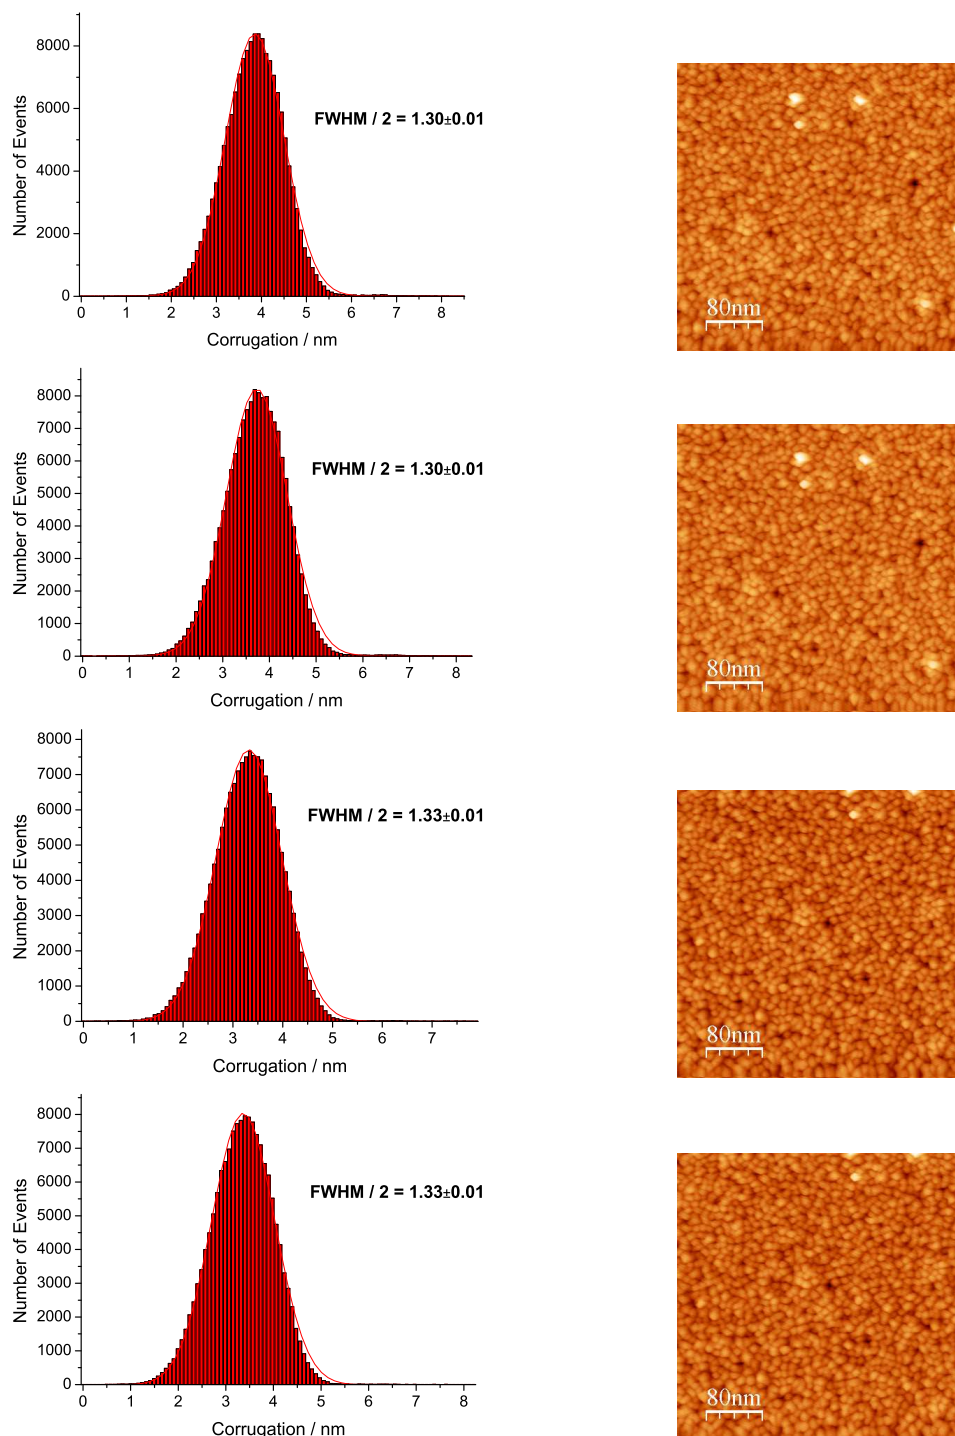 8000
6000
4000
2000
0
Number of Events
FWHM / 2 = 1.30±0.01
0 1 2 3 4 5 6 7 8
Corrugation / nm
80nm
8000
7000
6000
5000
4000
3000
2000
1000
0
Number of Events
FWHM / 2 = 1.30±0.01
0 1 2 3 4 5 6 7 8
Corrugation / nm
80nm
8000
7000
6000
5000
4000
3000
2000
1000
0
Number of Events
FWHM / 2 = 1.33±0.01
0 1 2 3 4 5 6 7
Corrugation / nm
80nm
8000
7000
6000
5000
4000
3000
2000
1000
0
Number of Events
FWHM / 2 = 1.33±0.01
0 1 2 3 4 5 6 7 8
Corrugation / nm
80nm